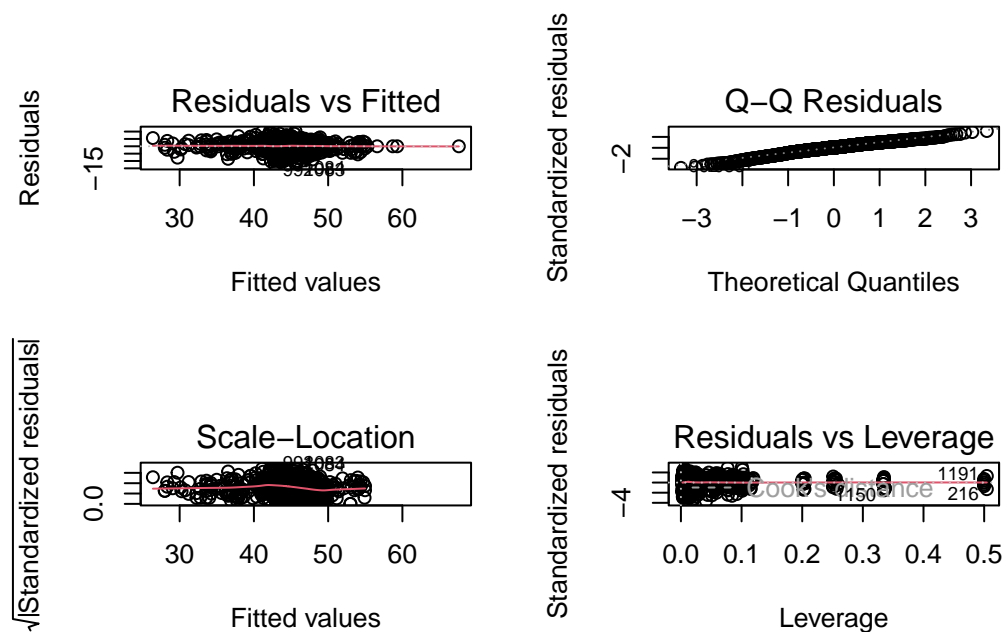 Residuals vs Fitted
Residuals
−15
30 40 50 60
Fitted values
Q−Q Residuals
Standardized residuals
−2
−3 −1 0 1 2 3
Theoretical Quantiles
Scale−Location
√|Standardized residuals|
0.0
30 40 50 60
Fitted values
Residuals vs Leverage
Standardized residuals
−4
Cook's distance
1191
1150
216
0.0 0.1 0.2 0.3 0.4 0.5
Leverage